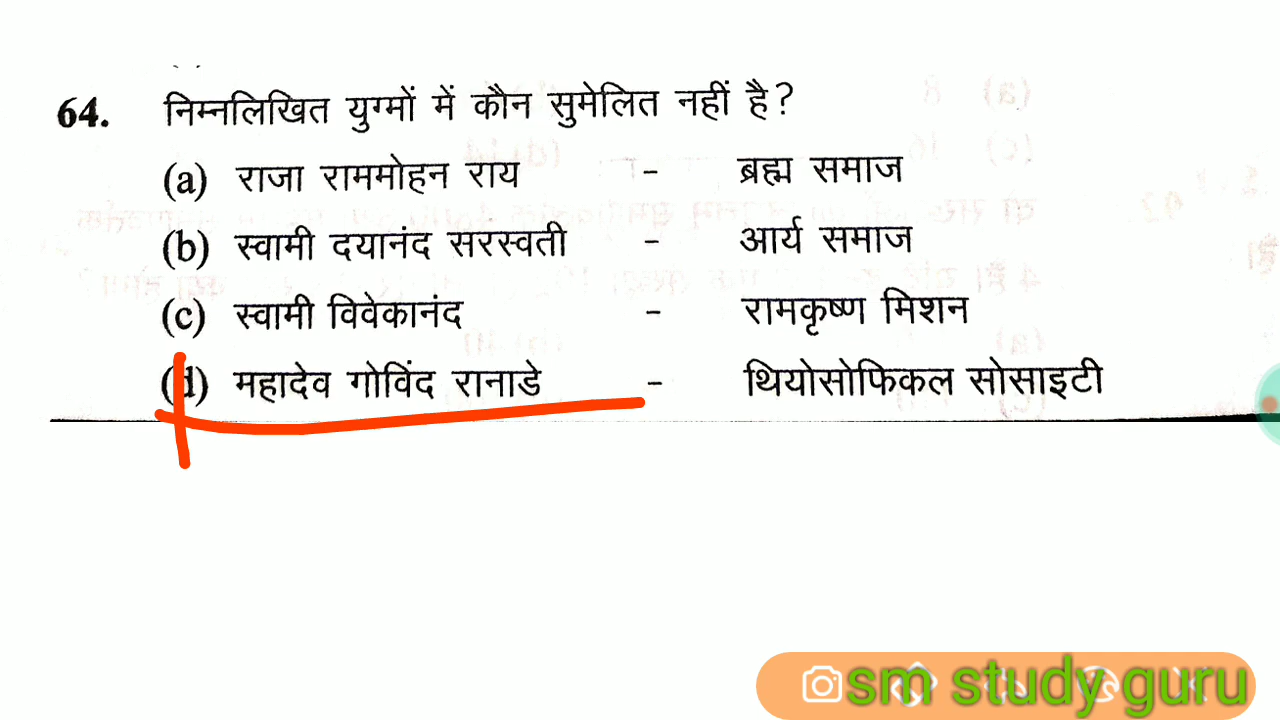 64. निम्नलिखित युग्मों में कौन सुमेलित नहीं है?
(a) राजा राममोहन राय - ब्रह्म समाज
(b) स्वामी दयानंद सरस्वती - आर्य समाज
(c) स्वामी विवेकानंद - रामकृष्ण मिशन
(d) महादेव गोविंद रानाडे - थियोसोफिकल सोसाइटी
sm study guru